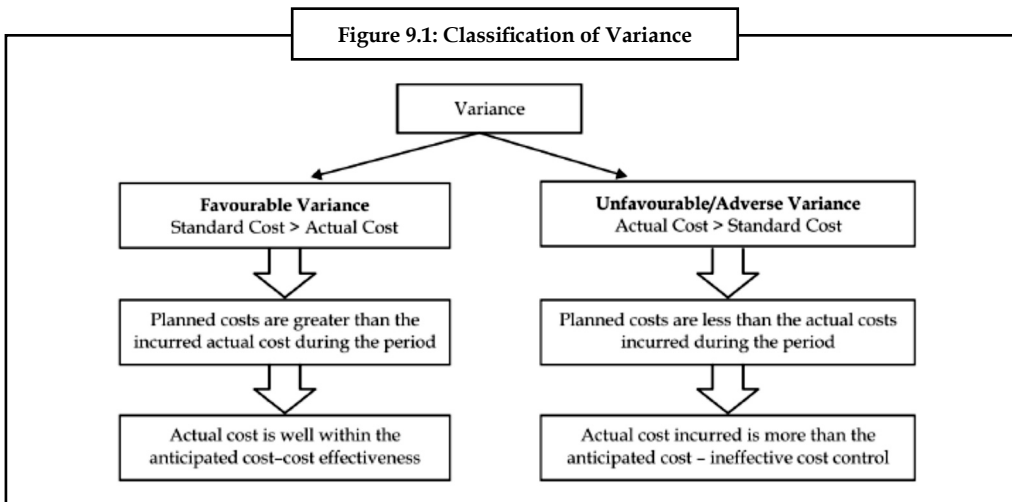 Figure 9.1: Classification of Variance
Variance
Favourable Variance
Standard Cost > Actual Cost
Unfavourable/Adverse Variance
Actual Cost > Standard Cost
Planned costs are greater than the
incurred actual cost during the period
Planned costs are less than the actual costs
incurred during the period
Actual cost is well within the
anticipated cost–cost effectiveness
Actual cost incurred is more than the
anticipated cost – ineffective cost control